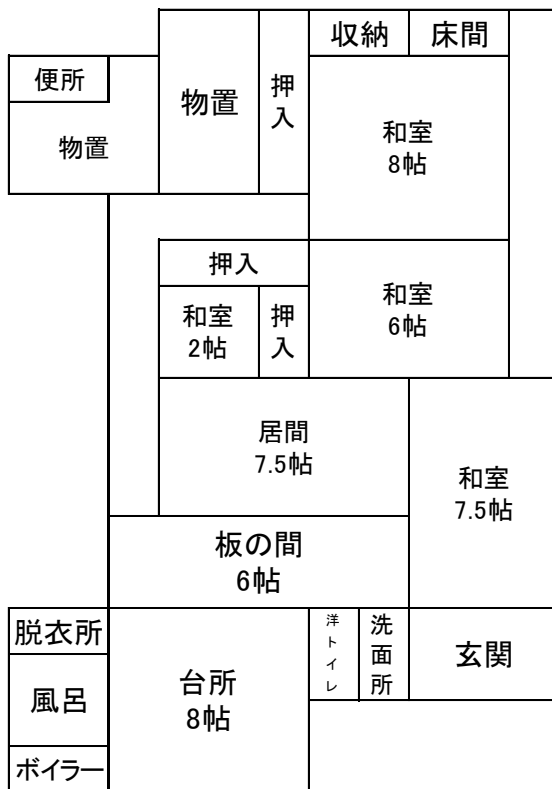 収納
床間
便所
物置
押入
和室
8帖
物置
押入
和室
6帖
和室
2帖
押入
居間
7.5帖
和室
7.5帖
板の間
6帖
脱衣所
洋トイレ
洗面所
玄関
風呂
台所
8帖
ボイラー